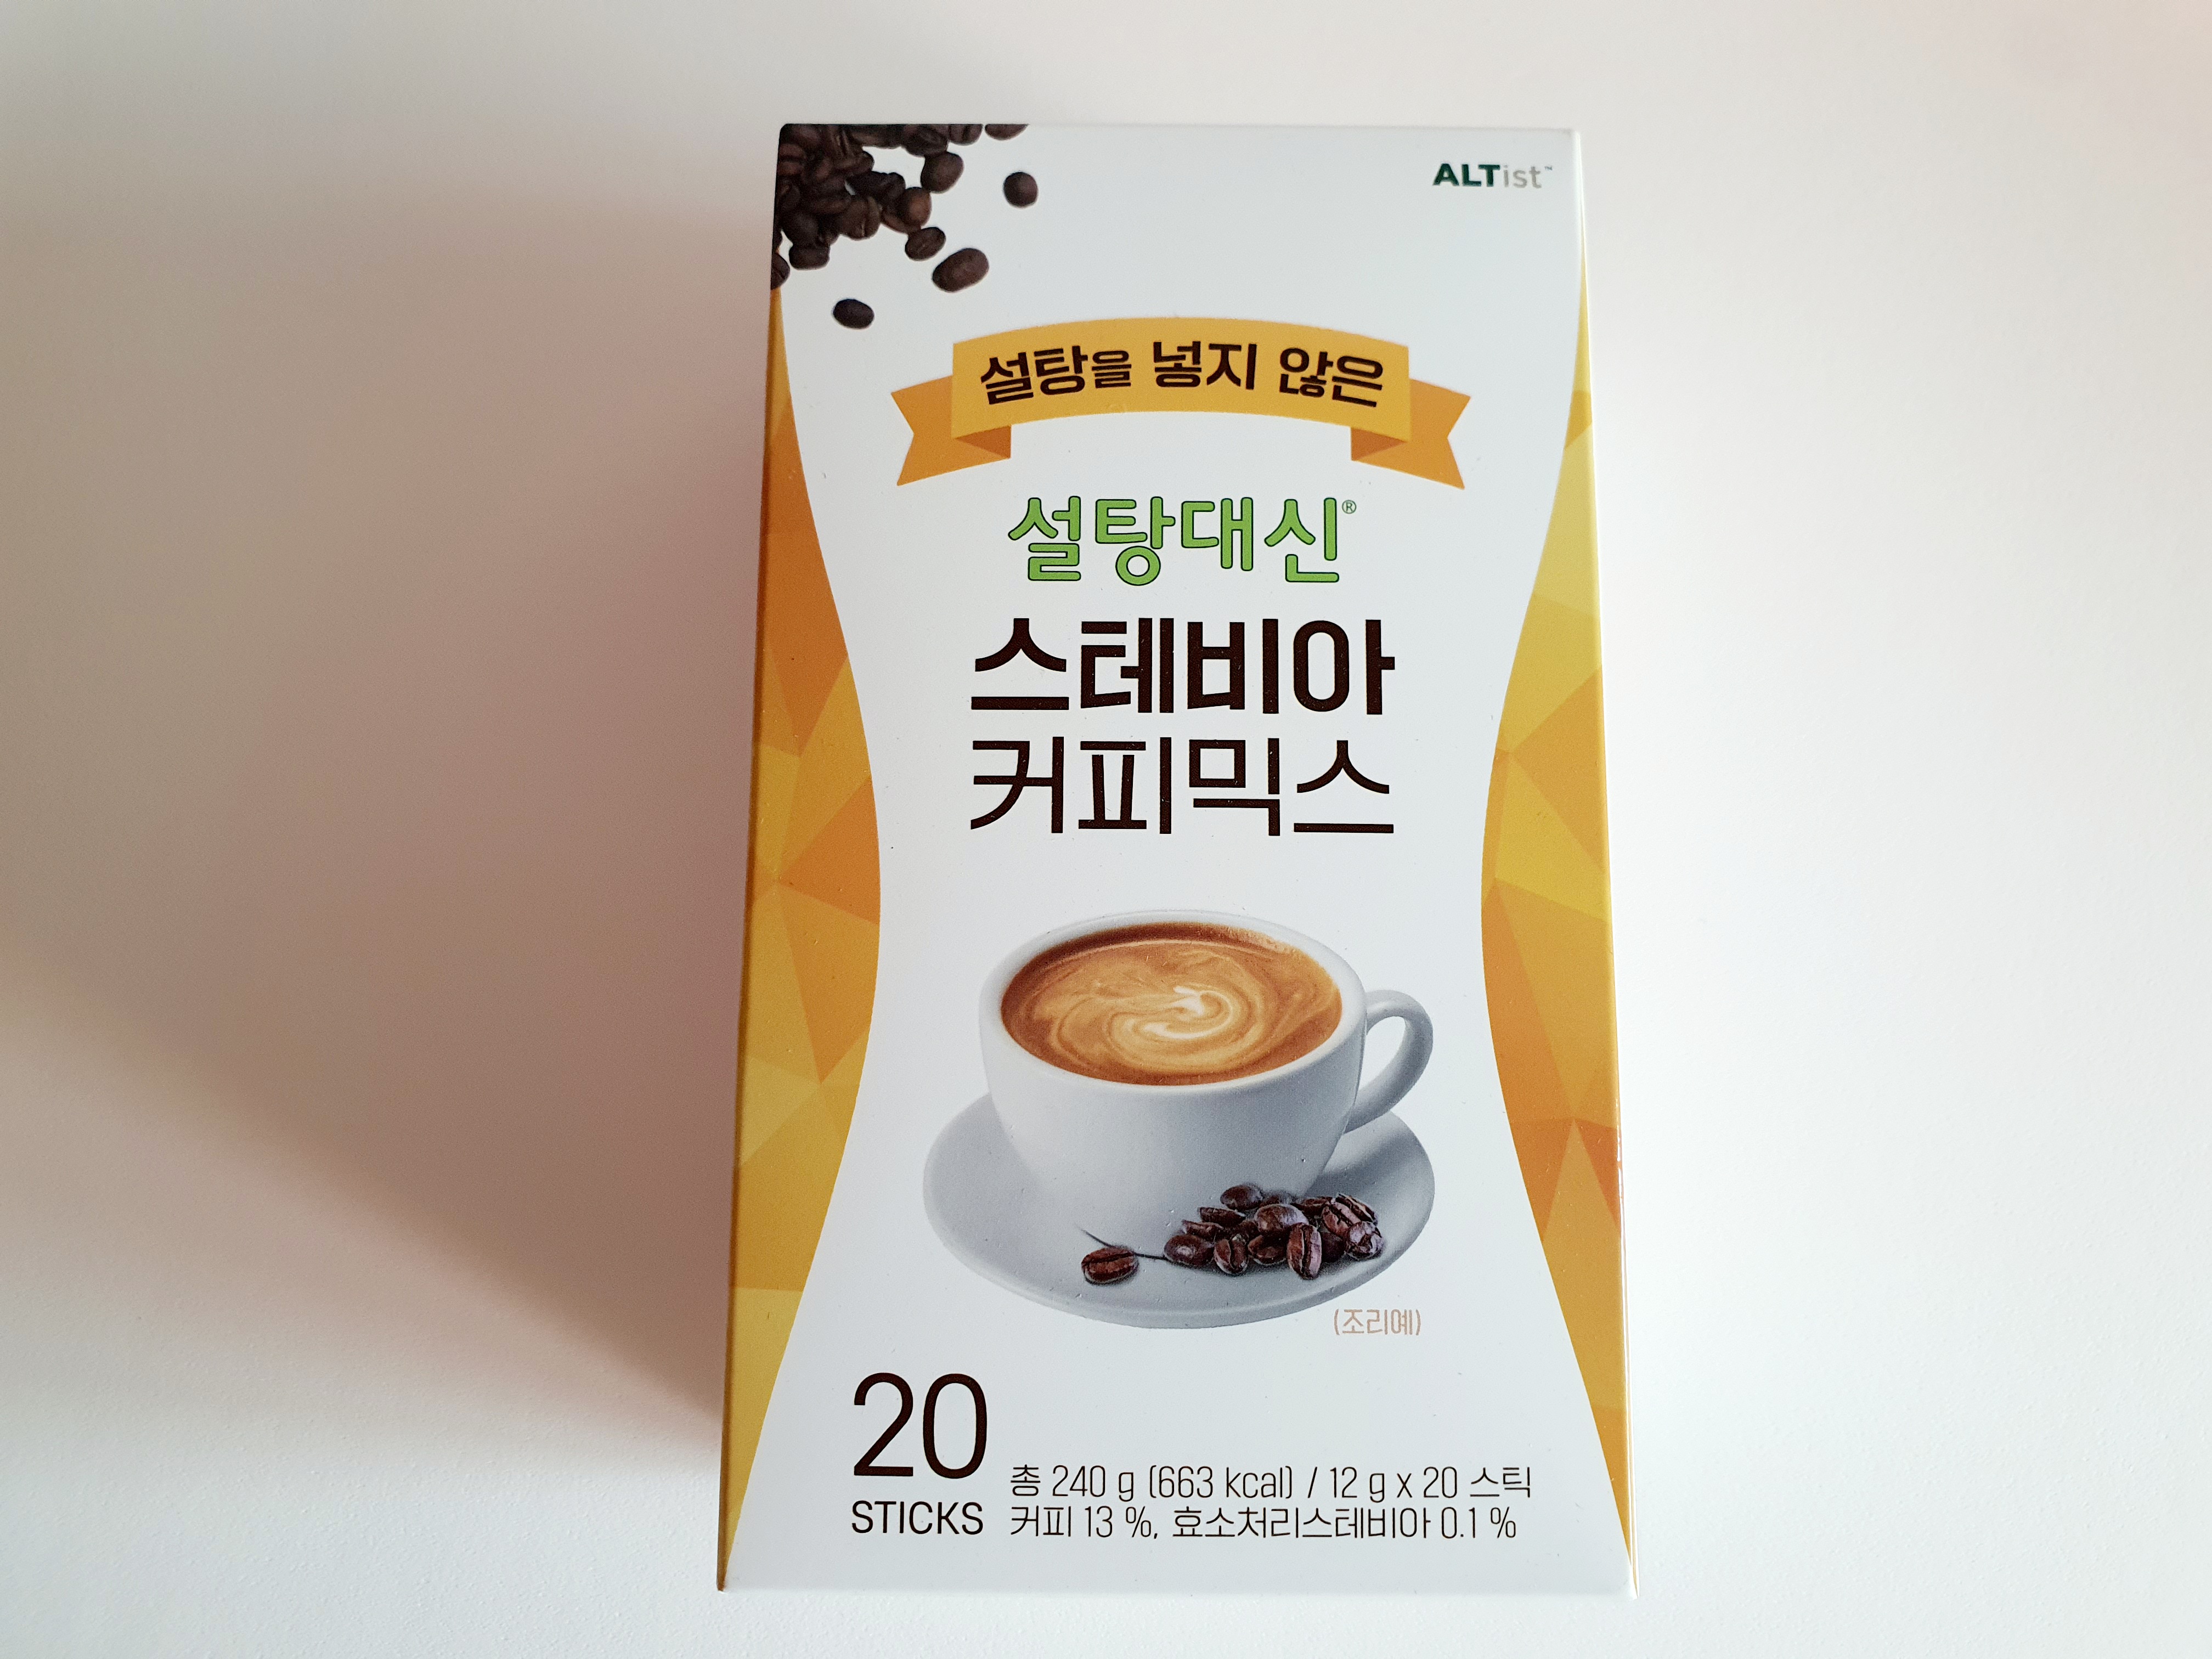 ALTist™
설탕을 넣지 않은
설탕대신®
스테비아
커피믹스
(조리예)
20
STICKS
총 240 g (663 kcal) / 12 g x 20 스틱
커피 13 %, 효소처리스테비아 0.1 %